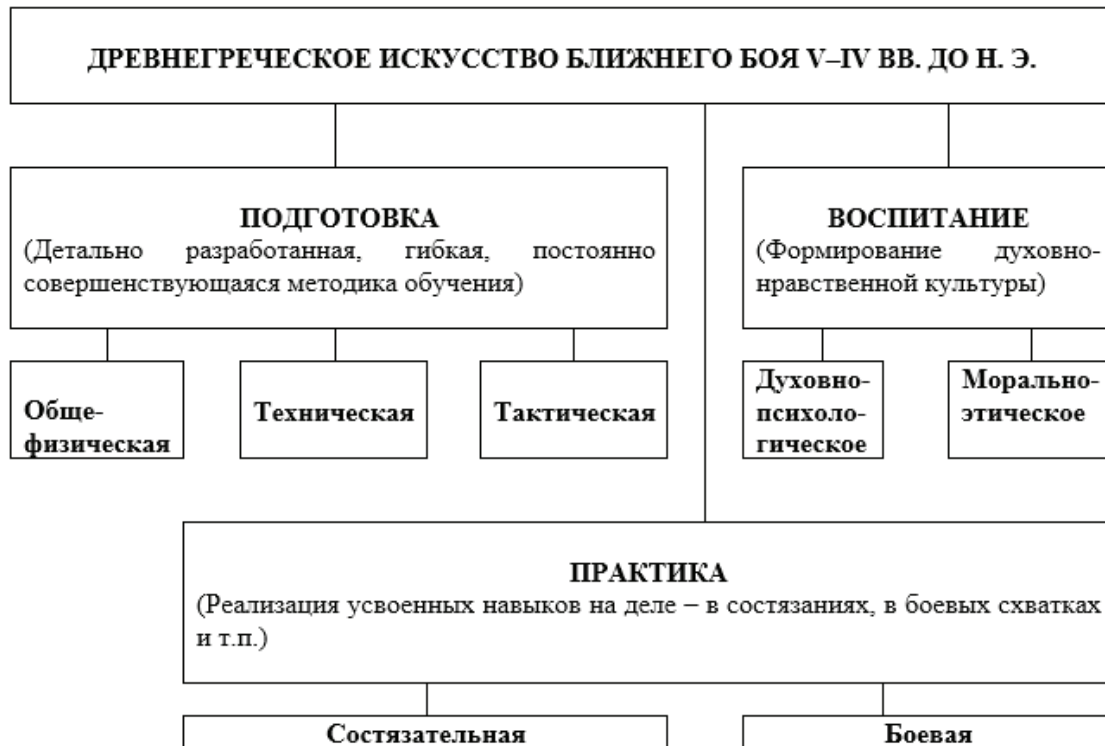 ДРЕВНЕГРЕЧЕСКОЕ ИСКУССТВО БЛИЖНЕГО БОЯ V–IV ВВ. ДО Н. Э.
ПОДГОТОВКА
(Детально разработанная, гибкая, постоянно
совершенствующаяся методика обучения)
ВОСПИТАНИЕ
(Формирование духовно-
нравственной культуры)
Обще-
физическая
Техническая
Тактическая
Духовно-
психоло-
гическое
Морально-
этическое
ПРАКТИКА
(Реализация усвоенных навыков на деле – в состязаниях, в боевых схватках
и т.п.)
Состязательная
Боевая